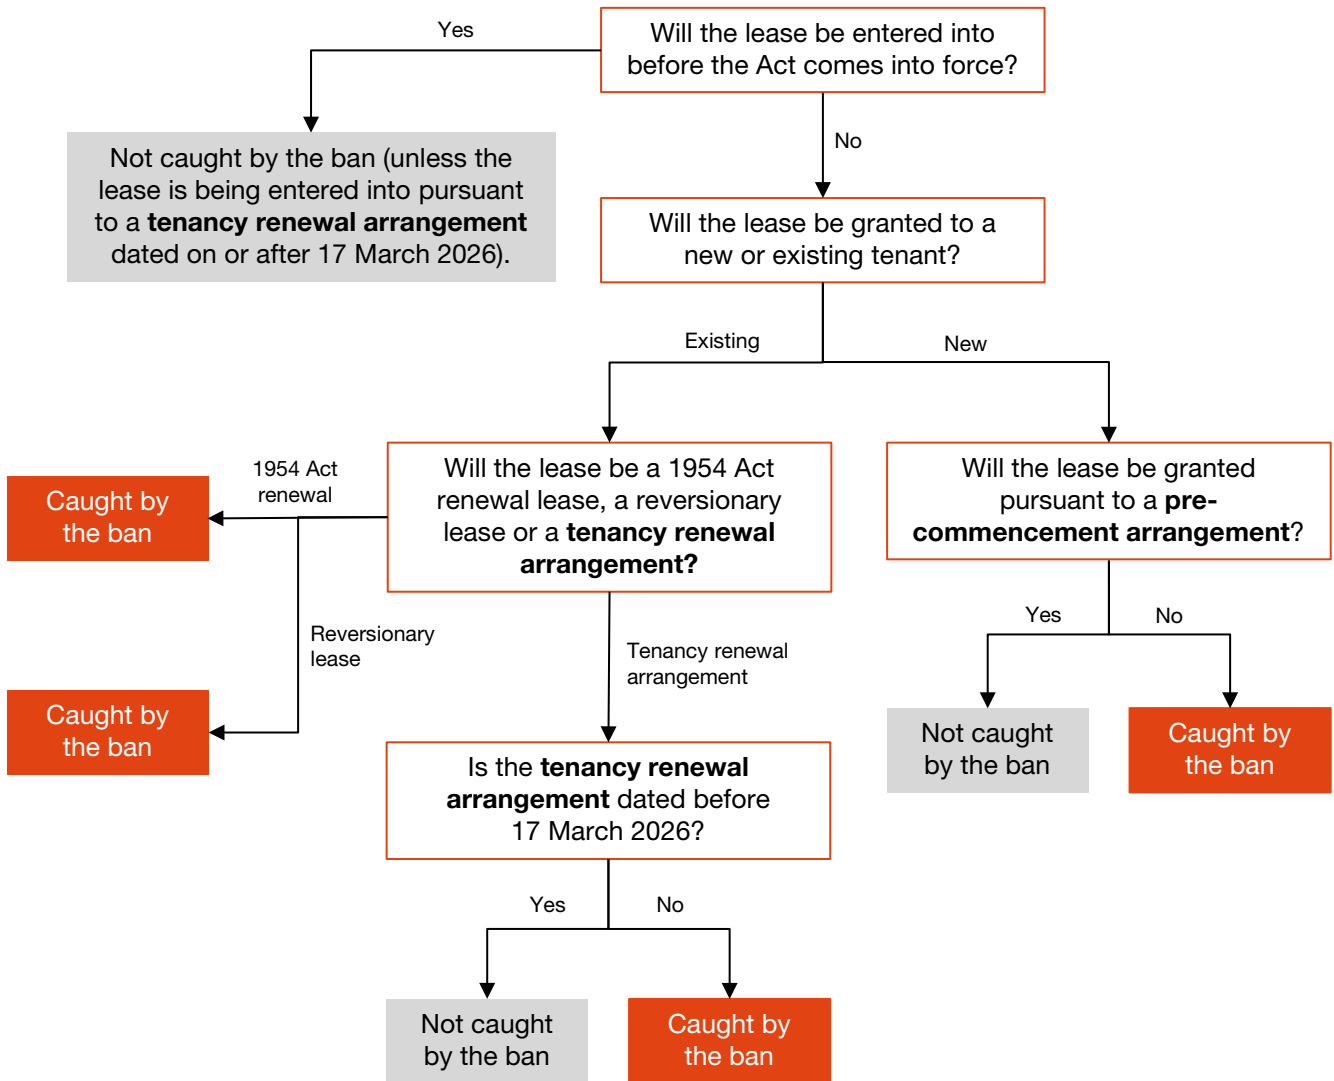 Will the lease be entered into
before the Act comes into force?
Yes
No
Not caught by the ban (unless the
lease is being entered into pursuant
to a tenancy renewal arrangement
dated on or after 17 March 2026).
Will the lease be granted to a
new or existing tenant?
Existing
New
Will the lease be a 1954 Act
renewal lease, a reversionary
lease or a tenancy renewal
arrangement?
Will the lease be granted
pursuant to a pre-
commencement arrangement?
1954 Act
renewal
Caught by
the ban
Reversionary
lease
Caught by
the ban
Tenancy renewal
arrangement
Yes
No
Not caught
by the ban
Caught by
the ban
Is the tenancy renewal
arrangement dated before
17 March 2026?
Yes
No
Not caught
by the ban
Caught by
the ban